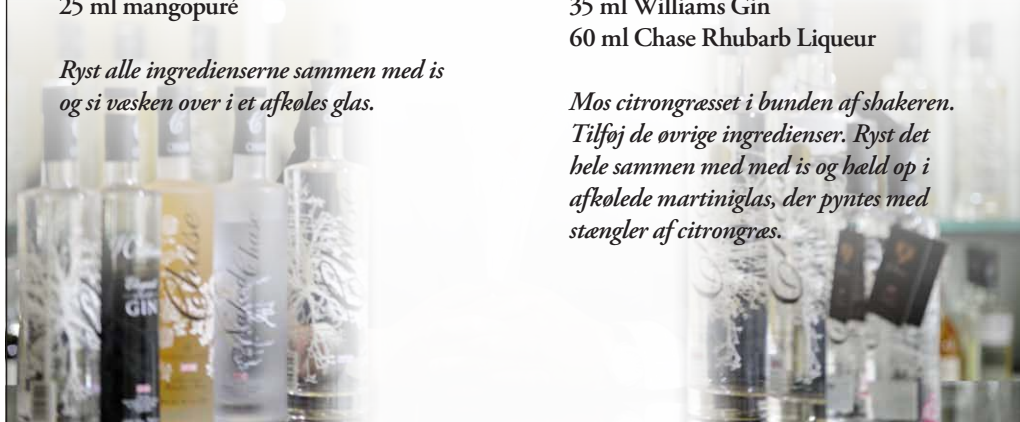 25 ml mangopuré
Ryst alle ingredienserne sammen med is
og si væsken over i et afkøles glas.
35 ml Williams Gin
60 ml Chase Rhubarb Liqueur
Mos citrongræsset i bunden af shakeren.
Tilføj de øvrige ingredienser. Ryst det
hele sammen med med is og hæld op i
afkølede martiniglas, der pyntes med
stængler af citrongræs.
GIN
Chase